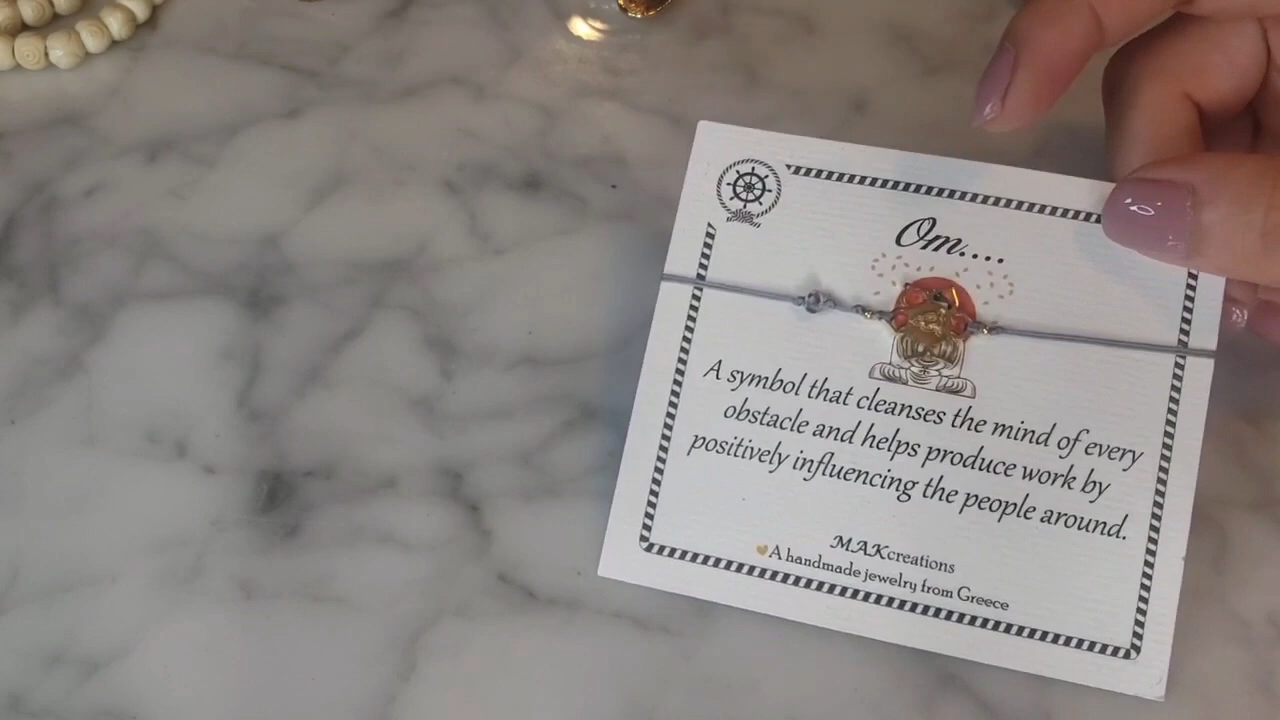 Om....
A symbol that cleanses the mind of every
obstacle and helps produce work by
positively influencing the people around.
MAKcreations
A handmade jewelry from Greece